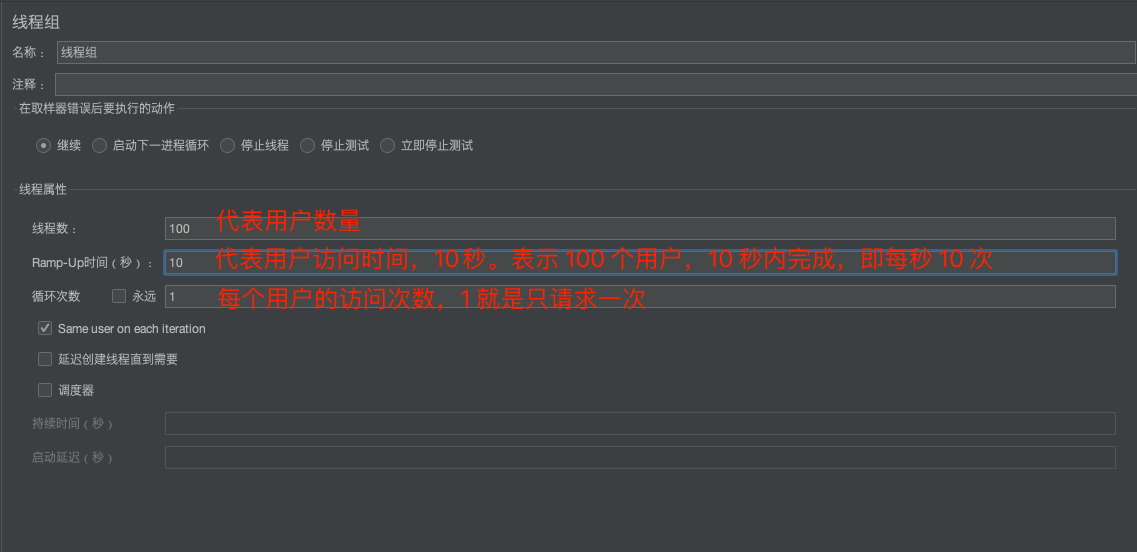 线程组
名称： 线程组
注释：
在取样器错误后要执行的动作
继续 启动下一进程循环 停止线程 停止测试 立即停止测试
线程属性
线程数： 100 代表用户数量
Ramp-Up时间（秒）： 10 代表用户访问时间，10 秒。表示 100 个用户，10 秒内完成，即每秒 10 次
循环次数 永远 1 每个用户的访问次数，1 就是只请求一次
Same user on each iteration
延迟创建线程直到需要
调度器
持续时间（秒）
启动延迟（秒）